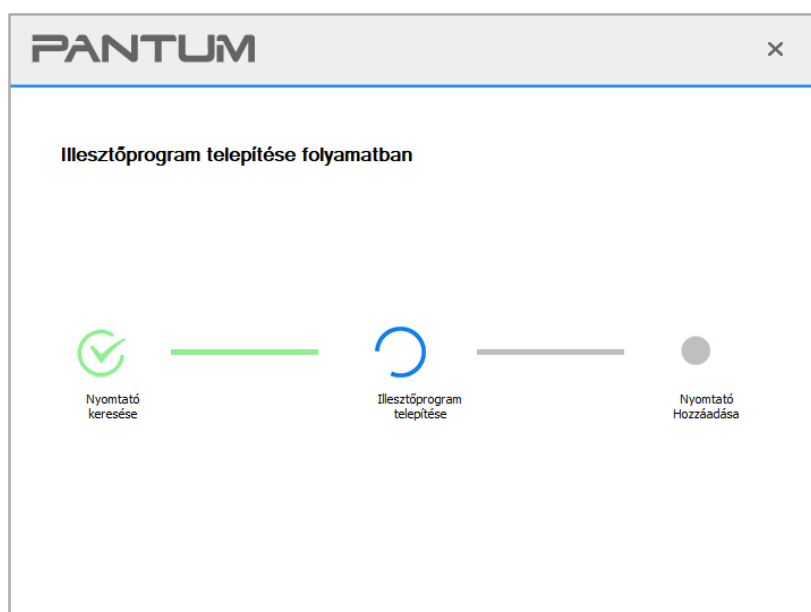 PANTUM
Illesztőprogram telepítése folyamatban
Nyomtató
keresése
Illesztőprogram
telepítése
Nyomtató
Hozzáadása